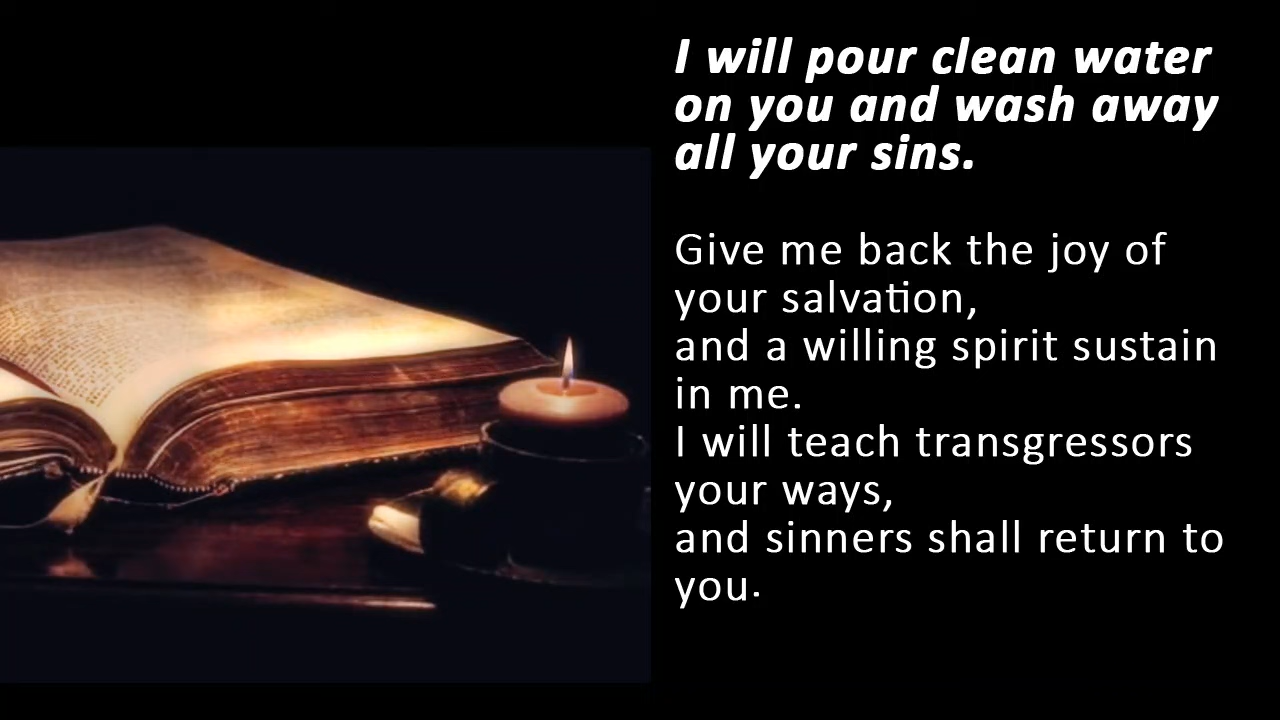 I will pour clean water
on you and wash away
all your sins.
Give me back the joy of
your salvation,
and a willing spirit sustain
in me.
I will teach transgressors
your ways,
and sinners shall return to
you.